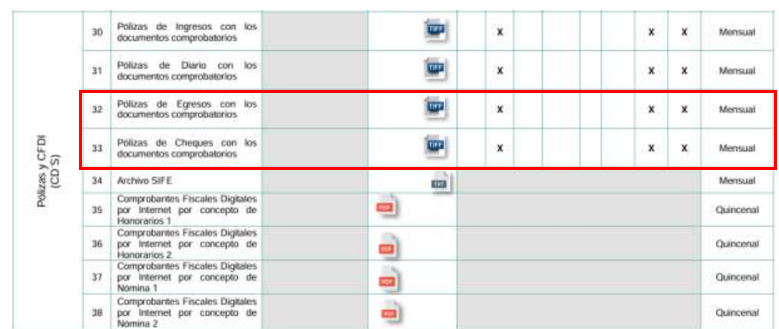 30 Pólizas de Ingresos con los documentos comprobatorios TIFF X X X Mensual
31 Pólizas de Diario con los documentos comprobatorios TIFF X X X Mensual
32 Pólizas de Egresos con los documentos comprobatorios TIFF X X X Mensual
33 Pólizas de Cheques con los documentos comprobatorios TIFF X X X Mensual
Pólizas y CFDI
(CD´S)
34 Archivo SIFE TXT Mensual
35 Comprobantes Fiscales Digitales por Internet por concepto de Honorarios 1 PDF Quincenal
36 Comprobantes Fiscales Digitales por Internet por concepto de Honorarios 2 PDF Quincenal
37 Comprobantes Fiscales Digitales por Internet por concepto de Nómina 1 PDF Quincenal
38 Comprobantes Fiscales Digitales por Internet por concepto de Nómina 2 PDF Quincenal